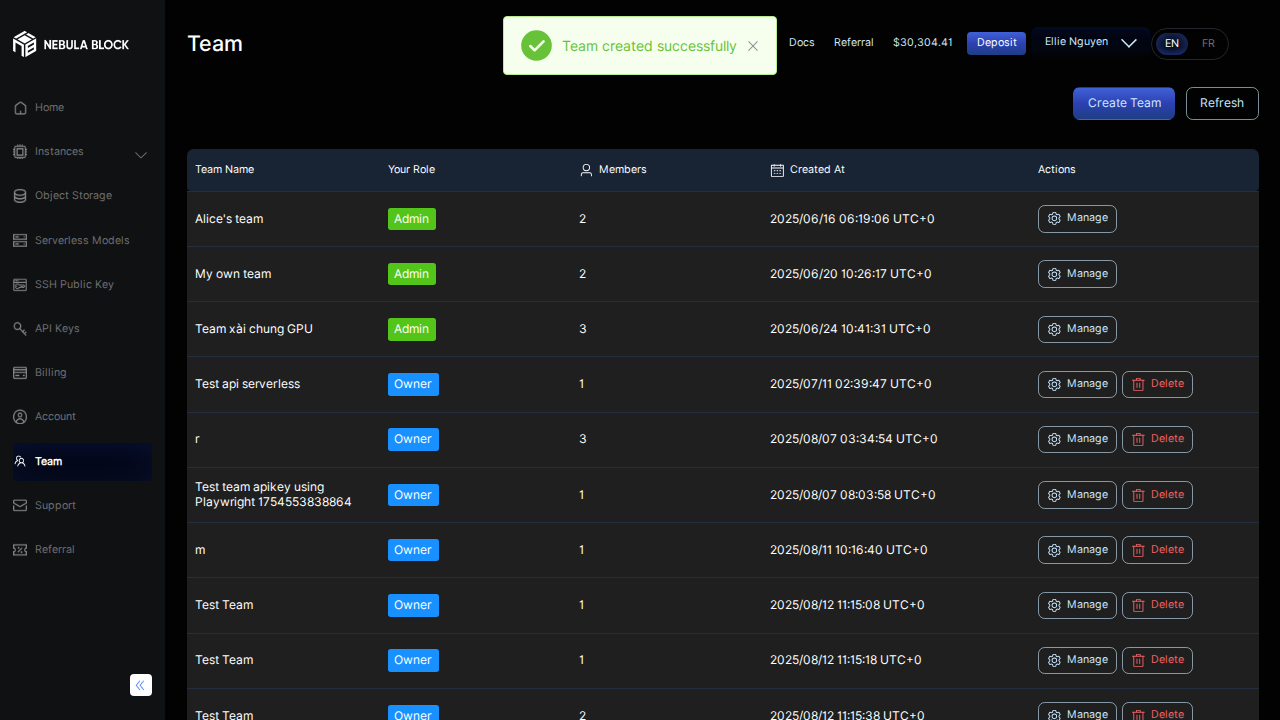 NEBULA BLOCK
Team
Team created successfully
Docs
Referral
$30,304.41
Deposit
Ellie Nguyen
EN
FR
Home
Instances
Object Storage
Serverless Models
SSH Public Key
API Keys
Billing
Account
Team
Support
Referral
Create Team
Refresh
Team Name Your Role Members Created At Actions
Alice's team Admin 2 2025/06/16 06:19:06 UTC+0 Manage
My own team Admin 2 2025/06/20 10:26:17 UTC+0 Manage
Team xài chung GPU Admin 3 2025/06/24 10:41:31 UTC+0 Manage
Test api serverless Owner 1 2025/07/11 02:39:47 UTC+0 Manage Delete
r Owner 3 2025/08/07 03:34:54 UTC+0 Manage Delete
Test team apikey using
Playwright 1754553838864 Owner 1 2025/08/07 08:03:58 UTC+0 Manage Delete
m Owner 1 2025/08/11 10:16:40 UTC+0 Manage Delete
Test Team Owner 1 2025/08/12 11:15:08 UTC+0 Manage Delete
Test Team Owner 1 2025/08/12 11:15:18 UTC+0 Manage Delete
Test Team Owner 2 2025/08/12 11:15:38 UTC+0 Manage Delete